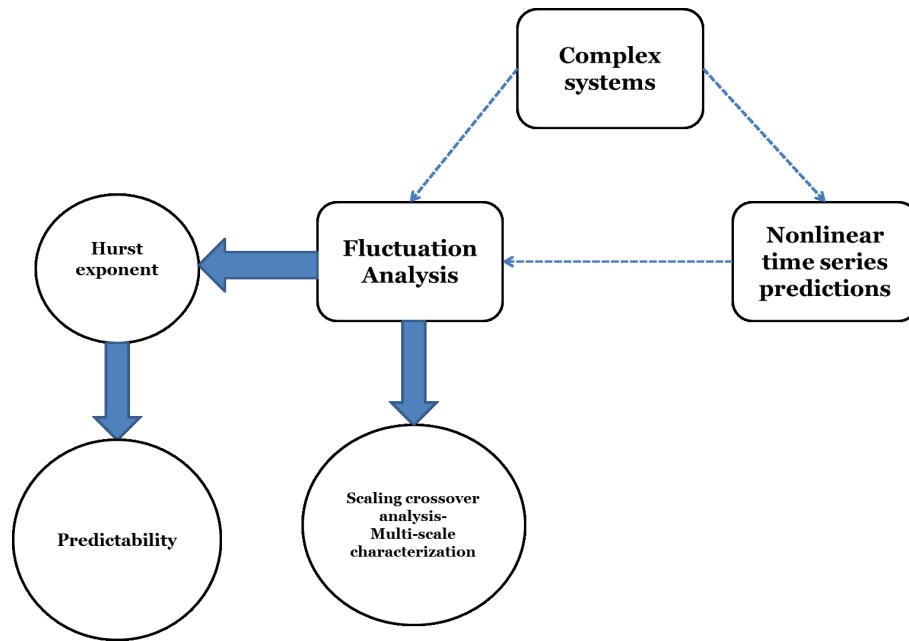 Complex
systems
Hurst
exponent
Fluctuation
Analysis
Nonlinear
time series
predictions
Predictability
Scaling crossover
analysis-
Multi-scale
characterization